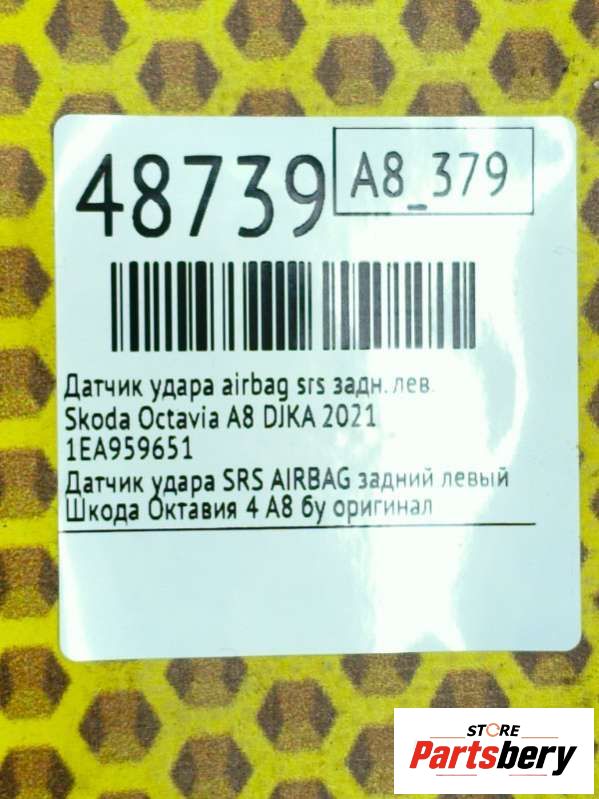 48739
A8_379
Датчик удара airbag srs задн. лев.
Skoda Octavia A8 DJKA 2021
1EA959651
Датчик удара SRS AIRBAG задний левый
Шкода Октавия 4 А8 бу оригинал
STORE
Partsbery